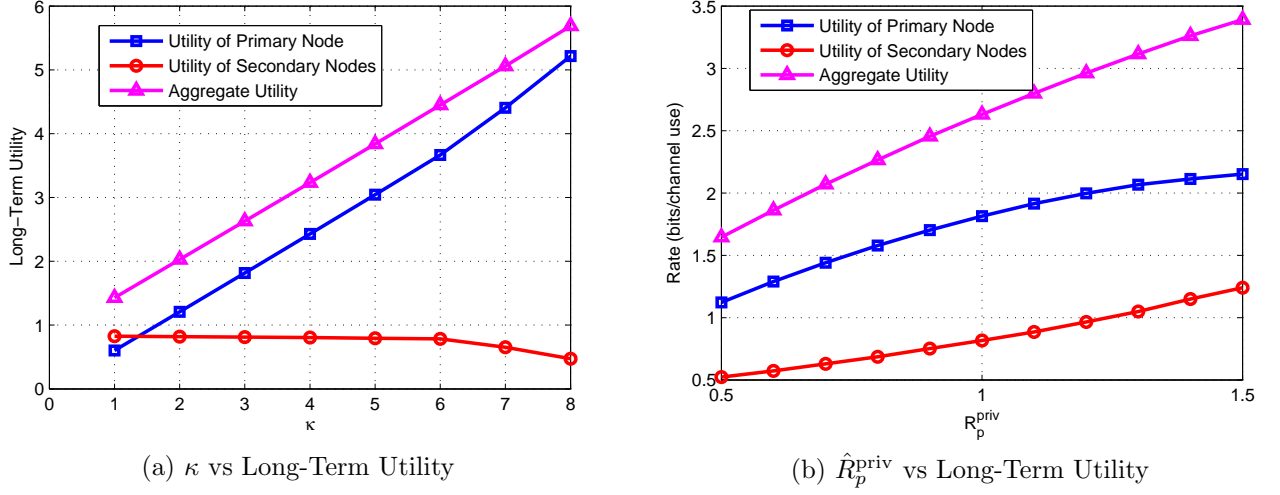 6
5
4
3
2
1
0
Long-Term Utility
Utility of Primary Node
Utility of Secondary Nodes
Aggregate Utility
0 1 2 3 4 5 6 7 8
κ
(a) κ vs Long-Term Utility
3.5
3
2.5
2
1.5
1
0.5
Rate (bits/channel use)
Utility of Primary Node
Utility of Secondary Nodes
Aggregate Utility
0.5 1 1.5
R_p^priv
(b) R̂_p^priv vs Long-Term Utility